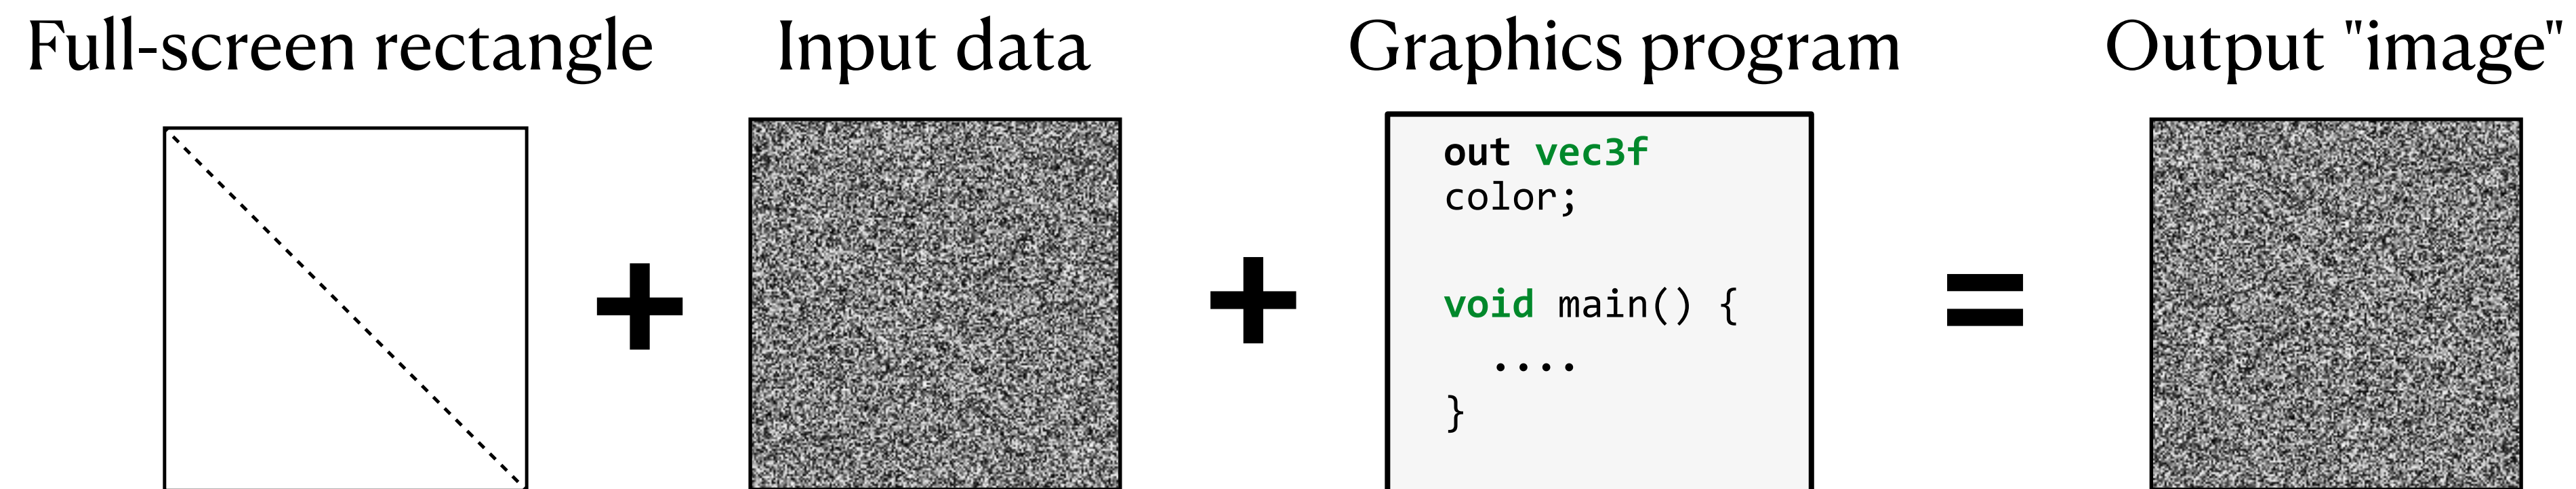 Full-screen rectangle
Input data
Graphics program
Output "image"
out vec3f
color;
void main() {
....
}
+
+
=